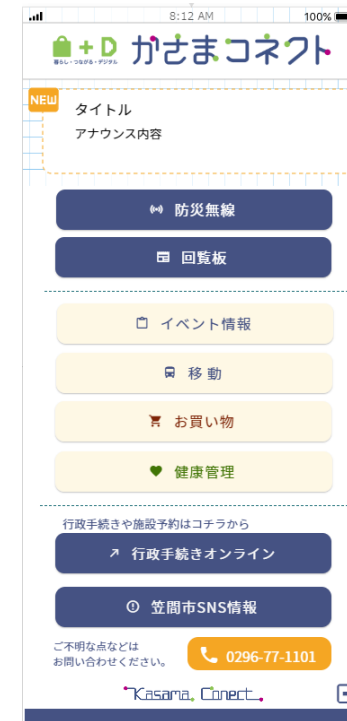 8:12 AM 100%
+D かさまコネクト
暮らし・つながる・デジタル
NEW
タイトル
アナウンス内容
防災無線
回覧板
イベント情報
移動
お買い物
健康管理
行政手続きや施設予約はコチラから
行政手続きオンライン
笠間市SNS情報
ご不明な点などは
お問い合わせください。
0296-77-1101
Kasama, Conect.